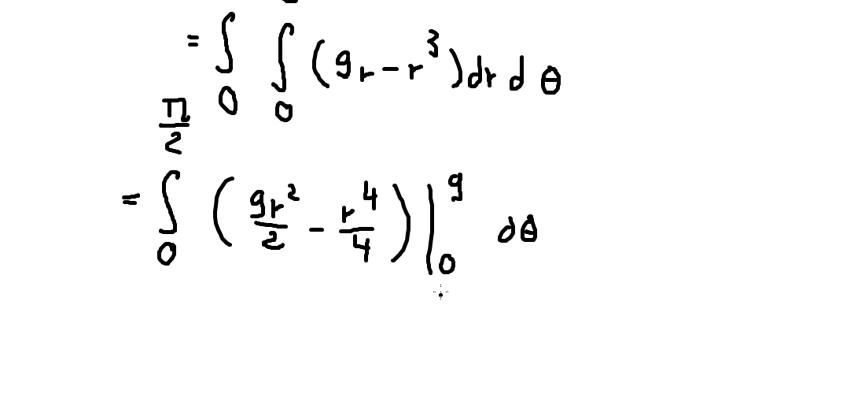 = ∫₀ ∫₀ (9r − r³) dr dθ
= ∫₀^{π/2} (9r²/2 − r⁴/4) |₀⁹ dθ